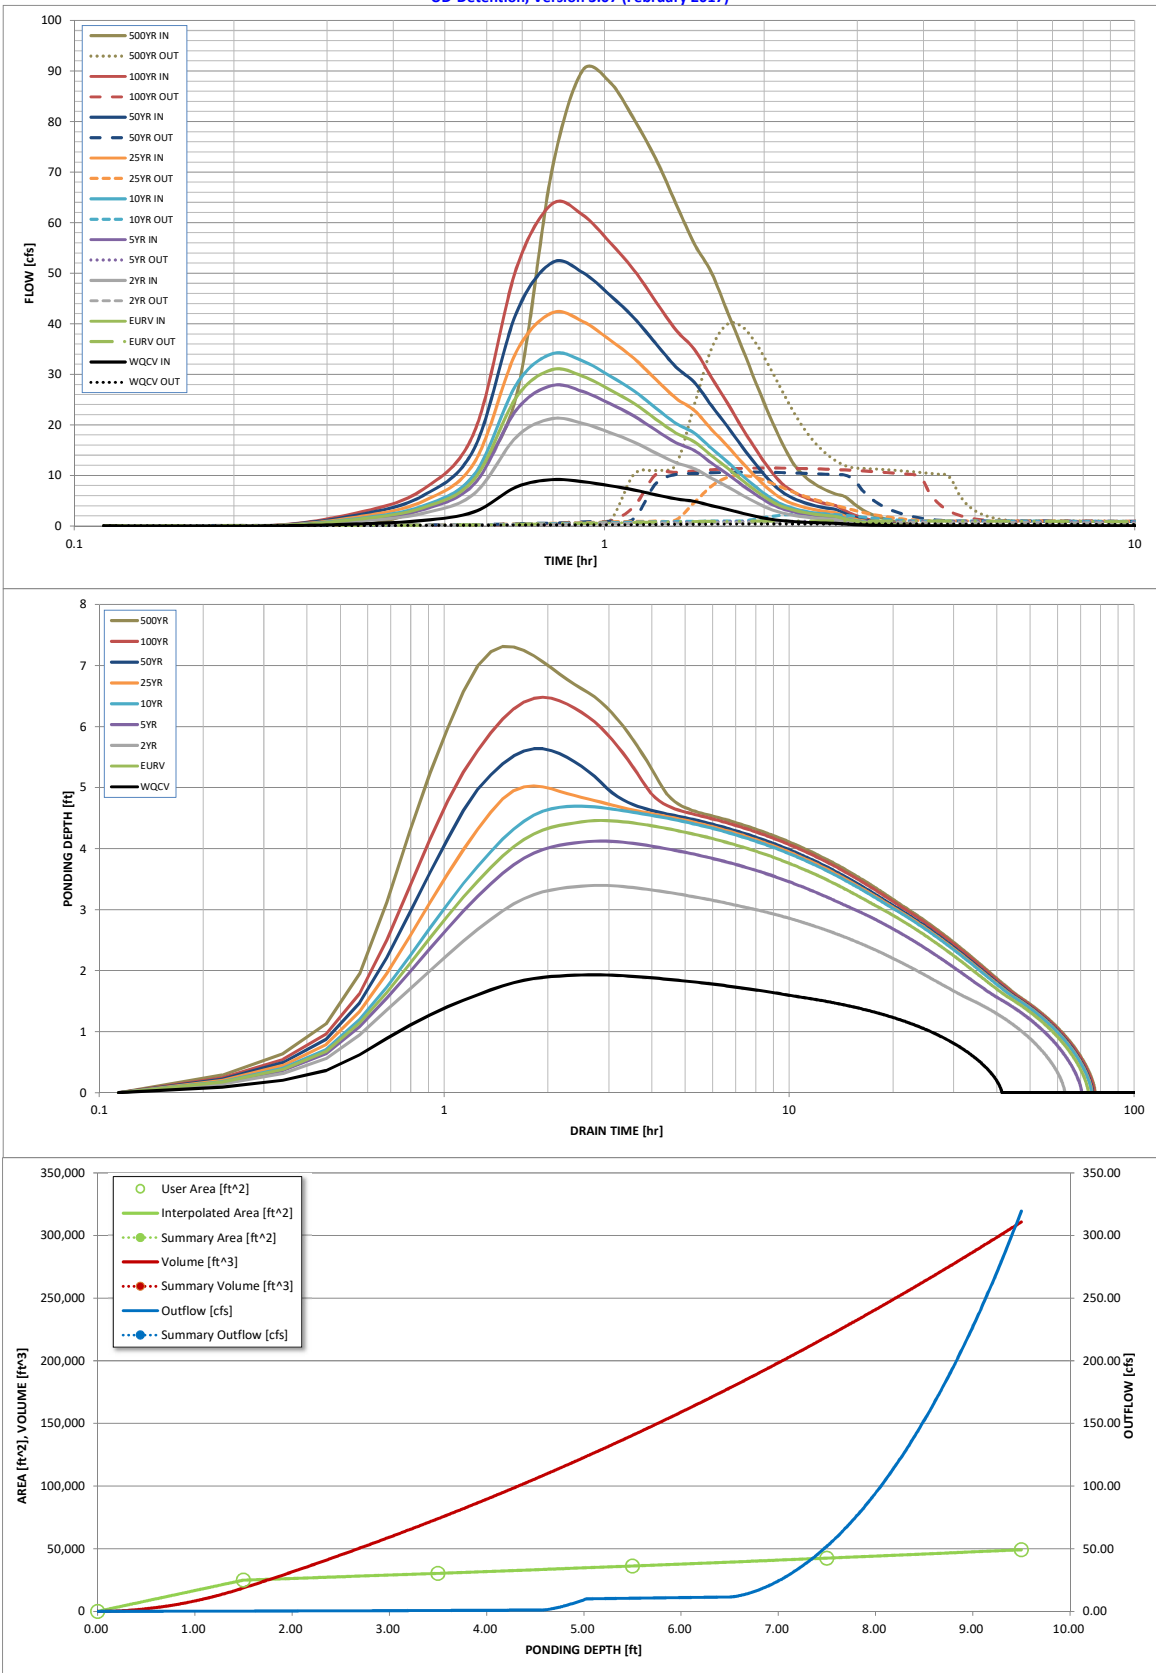 UD-Detention, Version 3.07 (February 2017)
100
90
80
70
60
50
40
30
20
10
0
FLOW [cfs]
500YR IN
500YR OUT
100YR IN
100YR OUT
50YR IN
50YR OUT
25YR IN
25YR OUT
10YR IN
10YR OUT
5YR IN
5YR OUT
2YR IN
2YR OUT
EURV IN
EURV OUT
WQCV IN
WQCV OUT
0.1 1 10
TIME [hr]
8
7
6
5
4
3
2
1
0
PONDING DEPTH [ft]
500YR
100YR
50YR
25YR
10YR
5YR
2YR
EURV
WQCV
0.1 1 10 100
DRAIN TIME [hr]
350,000
300,000
250,000
200,000
150,000
100,000
50,000
0
AREA [ft^2], VOLUME [ft^3]
User Area [ft^2]
Interpolated Area [ft^2]
Summary Area [ft^2]
Volume [ft^3]
Summary Volume [ft^3]
Outflow [cfs]
Summary Outflow [cfs]
350.00
300.00
250.00
200.00
150.00
100.00
50.00
0.00
OUTFLOW [cfs]
0.00 1.00 2.00 3.00 4.00 5.00 6.00 7.00 8.00 9.00 10.00
PONDING DEPTH [ft]